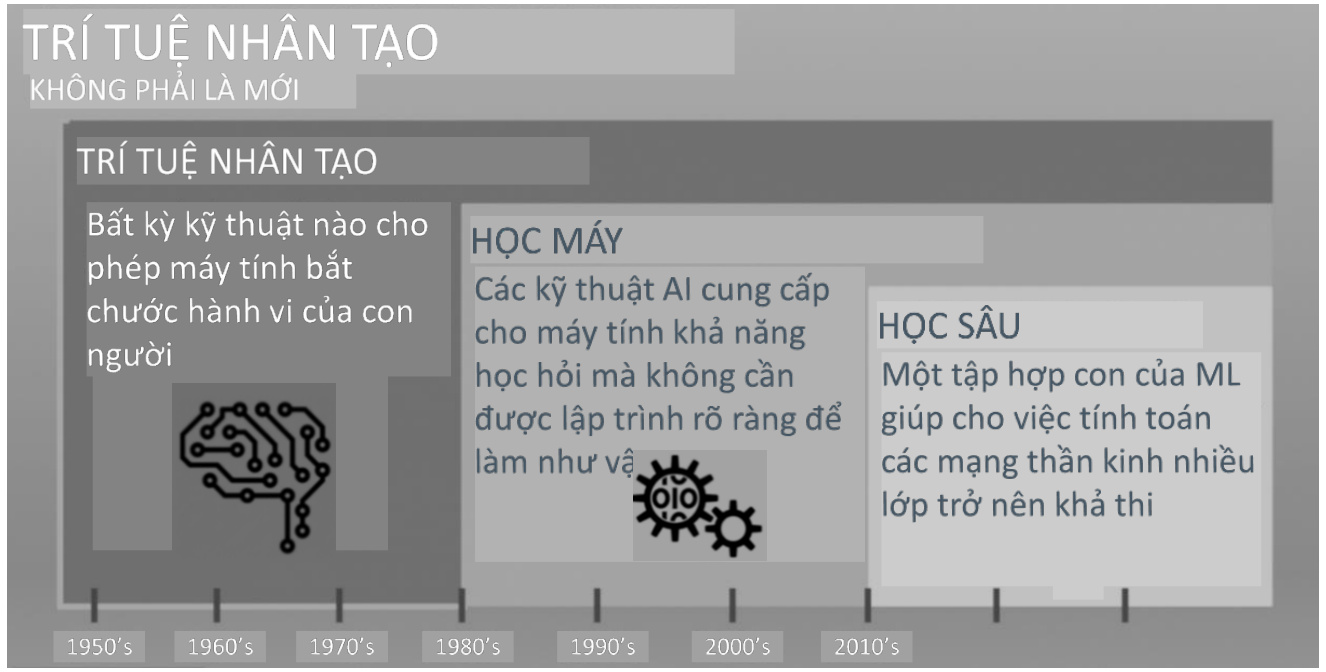 TRÍ TUỆ NHÂN TẠO
KHÔNG PHẢI LÀ MỚI
TRÍ TUỆ NHÂN TẠO
Bất kỳ kỹ thuật nào cho
phép máy tính bắt
chước hành vi của con
người
HỌC MÁY
Các kỹ thuật AI cung cấp
cho máy tính khả năng
học hỏi mà không cần
được lập trình rõ ràng để
làm như
HỌC SÂU
Một tập hợp con của ML
giúp cho việc tính toán
các mạng thần kinh nhiều
lớp trở nên khả thi
1950's 1960's 1970's 1980's 1990's 2000's 2010's